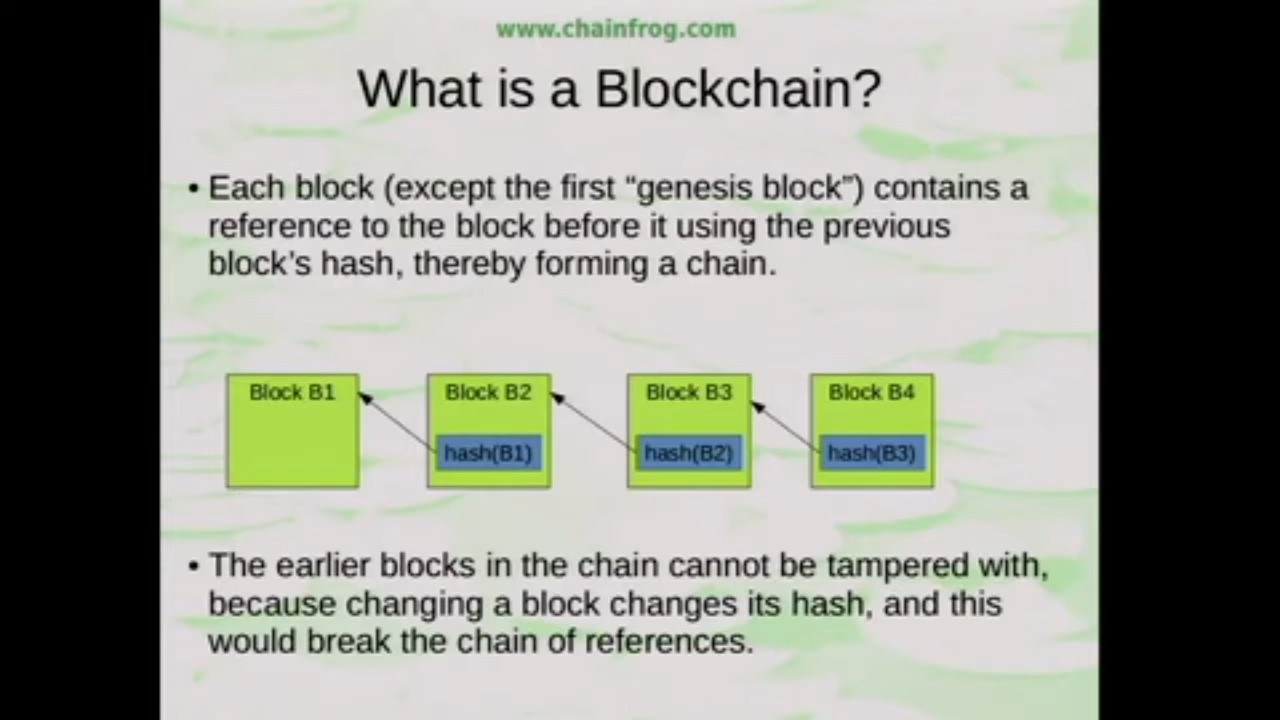 www.chainfrog.com
What is a Blockchain?
• Each block (except the first “genesis block”) contains a
reference to the block before it using the previous
block’s hash, thereby forming a chain.
Block B1
Block B2
Block B3
Block B4
hash(B1)
hash(B2)
hash(B3)
• The earlier blocks in the chain cannot be tampered with,
because changing a block changes its hash, and this
would break the chain of references.